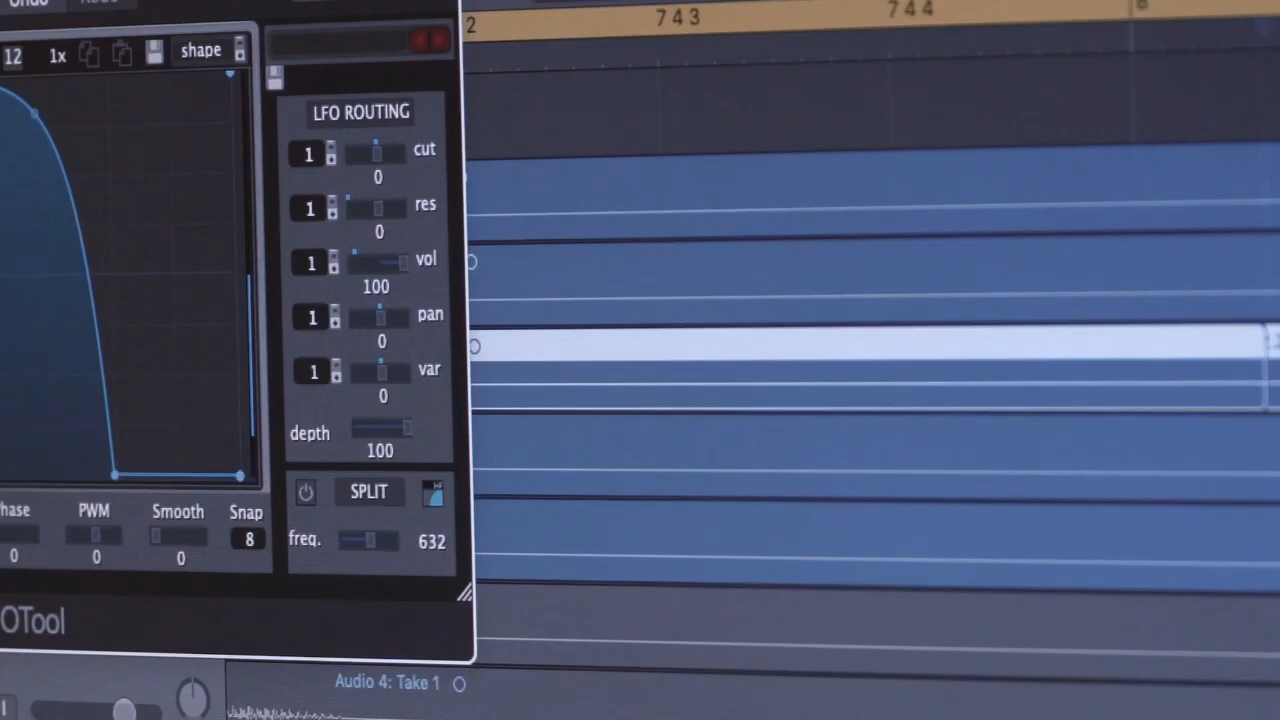 Undo Redo
12 1x shape
2 743 744
LFO ROUTING
1 cut
0
1 res
0
1 vol
100
1 pan
0
1 var
0
depth
100
SPLIT
freq. 632
hase PWM Smooth Snap
0 0 0 8
OTool
Audio 4: Take 1